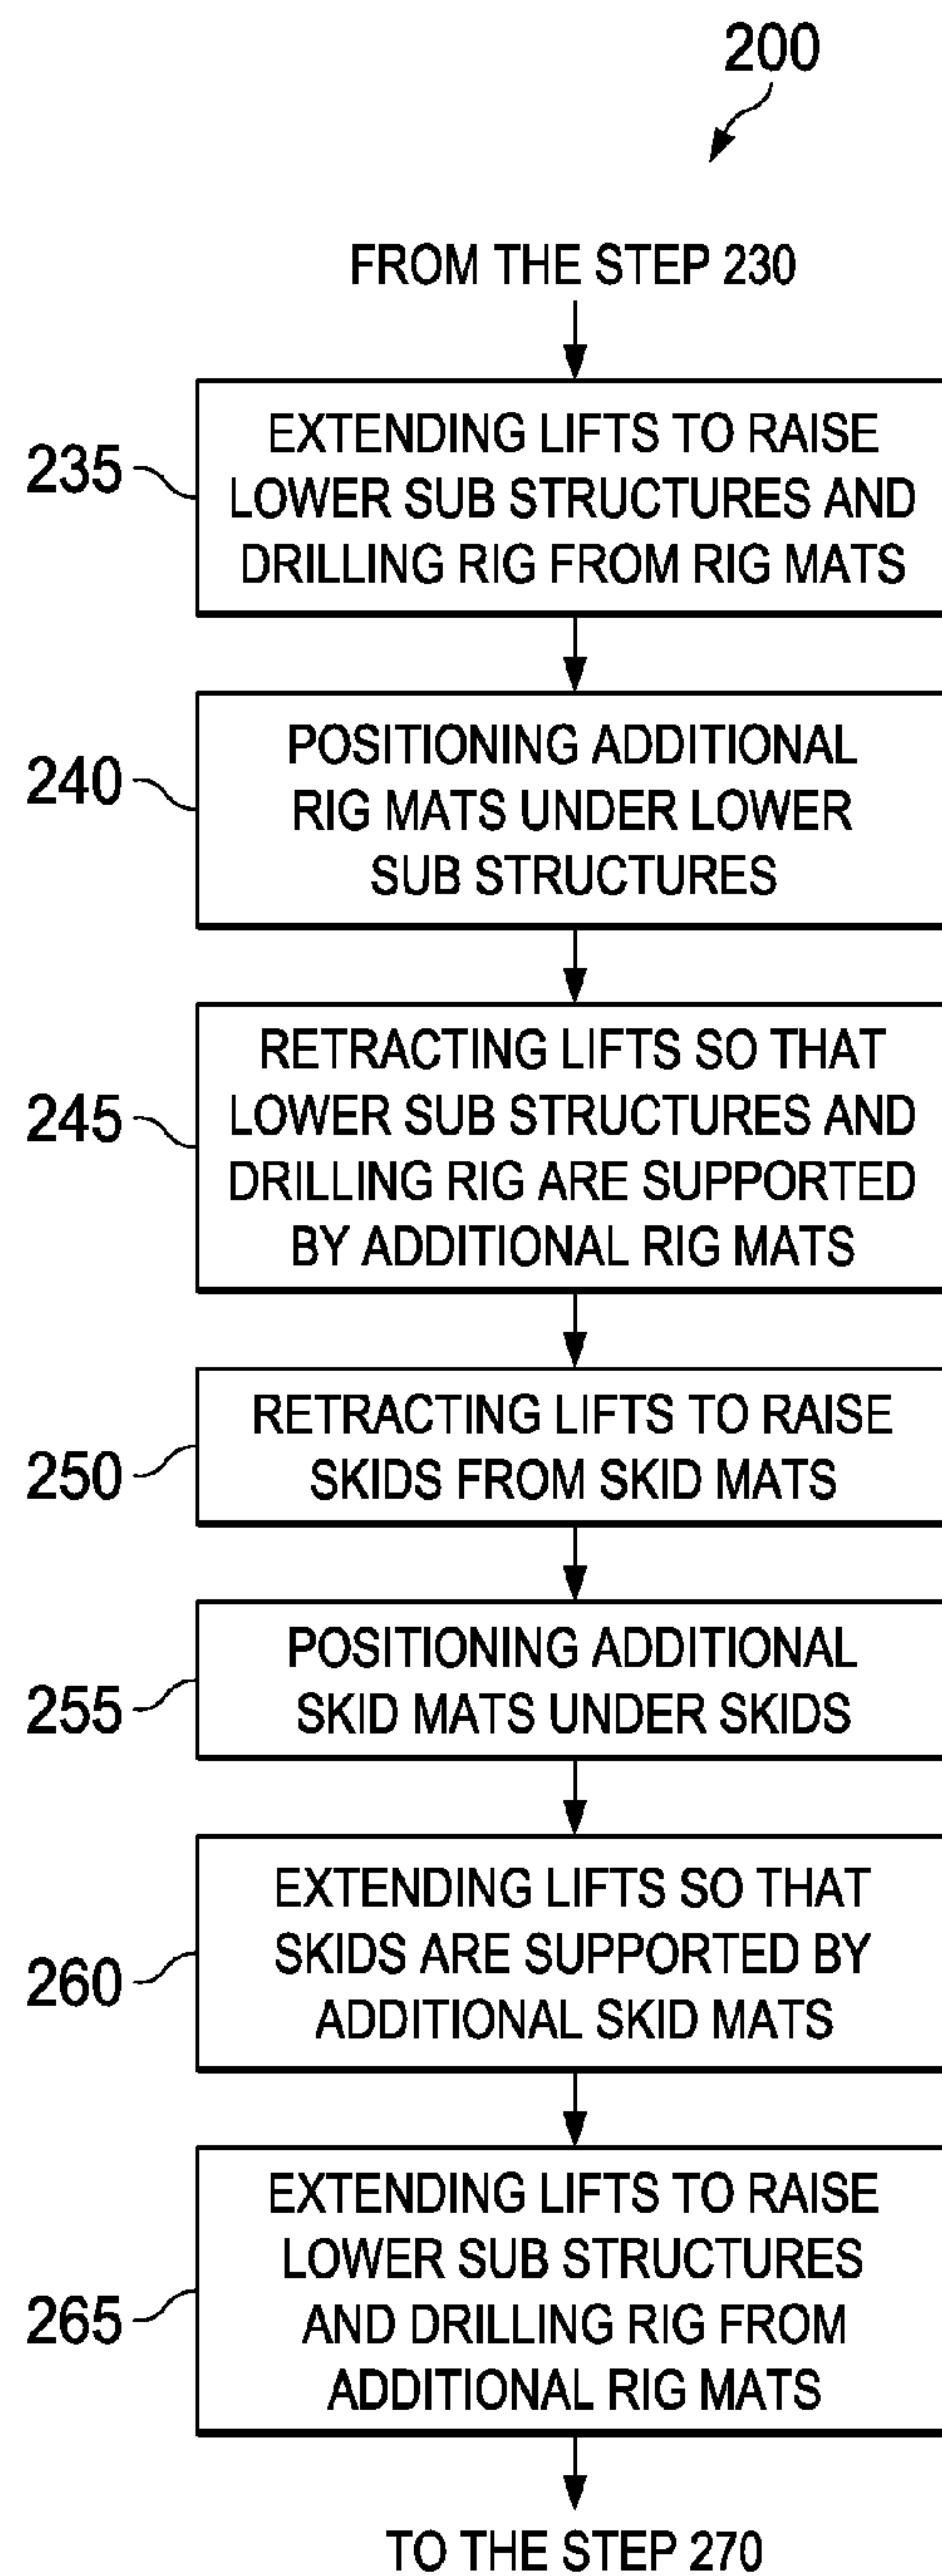 200
FROM THE STEP 230
235
EXTENDING LIFTS TO RAISE
LOWER SUB STRUCTURES AND
DRILLING RIG FROM RIG MATS
240
POSITIONING ADDITIONAL
RIG MATS UNDER LOWER
SUB STRUCTURES
245
RETRACTING LIFTS SO THAT
LOWER SUB STRUCTURES AND
DRILLING RIG ARE SUPPORTED
BY ADDITIONAL RIG MATS
250
RETRACTING LIFTS TO RAISE
SKIDS FROM SKID MATS
255
POSITIONING ADDITIONAL
SKID MATS UNDER SKIDS
260
EXTENDING LIFTS SO THAT
SKIDS ARE SUPPORTED BY
ADDITIONAL SKID MATS
265
EXTENDING LIFTS TO RAISE
LOWER SUB STRUCTURES
AND DRILLING RIG FROM
ADDITIONAL RIG MATS
TO THE STEP 270